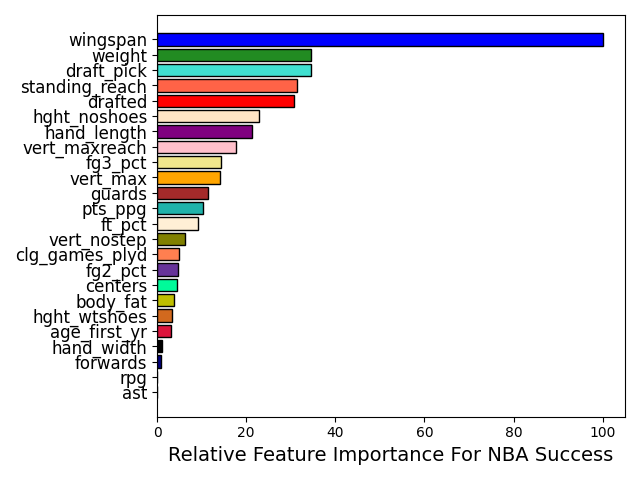 wingspan
weight
draft_pick
standing_reach
drafted
hght_noshoes
hand_length
vert_maxreach
fg3_pct
vert_max
guards
pts_ppg
ft_pct
vert_nostep
clg_games_plyd
fg2_pct
centers
body_fat
hght_wtshoes
age_first_yr
hand_width
forwards
rpg
ast
0 20 40 60 80 100
Relative Feature Importance For NBA Success